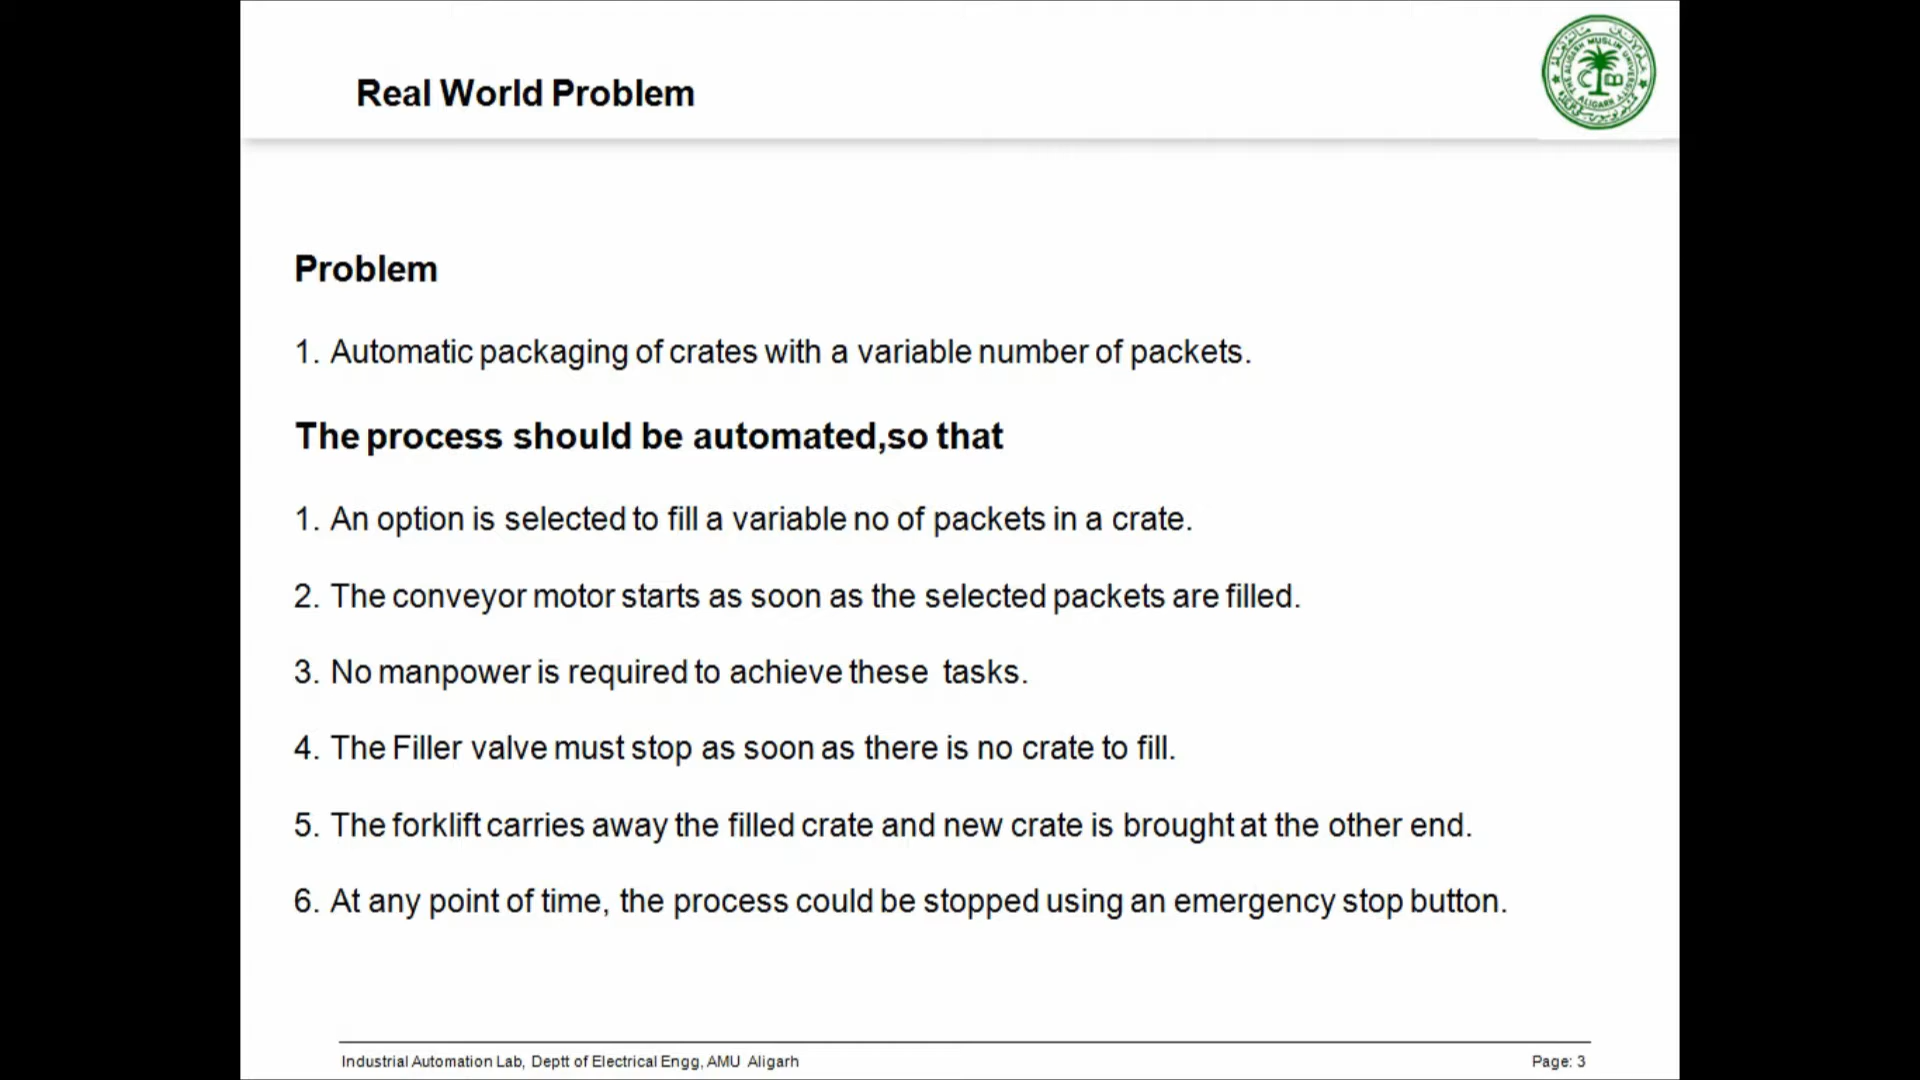 Real World Problem
THE ALIGARH MUSLIM UNIVERSITY
ALIGARH
Problem
1. Automatic packaging of crates with a variable number of packets.
The process should be automated,so that
1. An option is selected to fill a variable no of packets in a crate.
2. The conveyor motor starts as soon as the selected packets are filled.
3. No manpower is required to achieve these tasks.
4. The Filler valve must stop as soon as there is no crate to fill.
5. The forklift carries away the filled crate and new crate is brought at the other end.
6. At any point of time, the process could be stopped using an emergency stop button.
Industrial Automation Lab, Deptt of Electrical Engg, AMU Aligarh
Page: 3